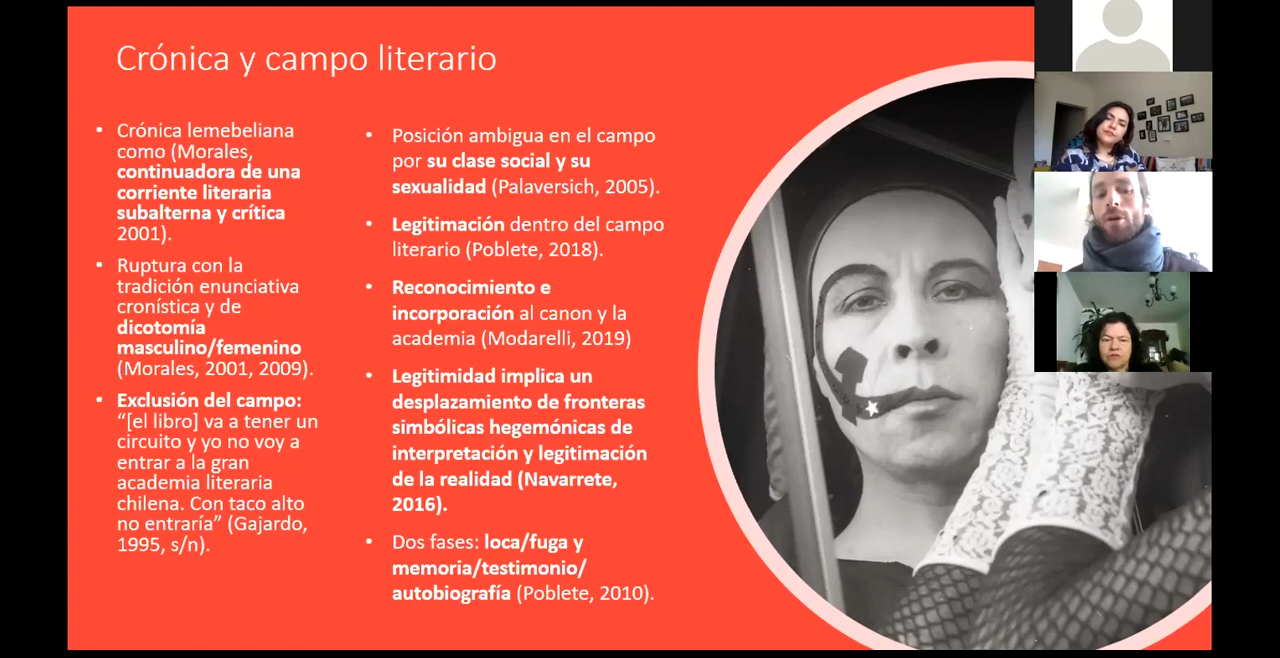 Crónica y campo literario
• Crónica lemebeliana
como (Morales,
continuadora de una
corriente literaria
subalterna y crítica
2001).
• Ruptura con la
tradición enunciativa
cronística y de
dicotomía
masculino/femenino
(Morales, 2001, 2009).
• Exclusión del campo:
“[el libro] va a tener un
circuito y yo no voy a
entrar a la gran
academia literaria
chilena. Con taco alto
no entraría” (Gajardo,
1995, s/n).
• Posición ambigua en el campo
por su clase social y su
sexualidad (Palaversich, 2005).
• Legitimación dentro del campo
literario (Poblete, 2018).
• Reconocimiento e
incorporación al canon y la
academia (Modarelli, 2019)
• Legitimidad implica un
desplazamiento de fronteras
simbólicas hegemónicas de
interpretación y legitimación
de la realidad (Navarrete,
2016).
• Dos fases: loca/fuga y
memoria/testimonio/
autobiografía (Poblete, 2010).